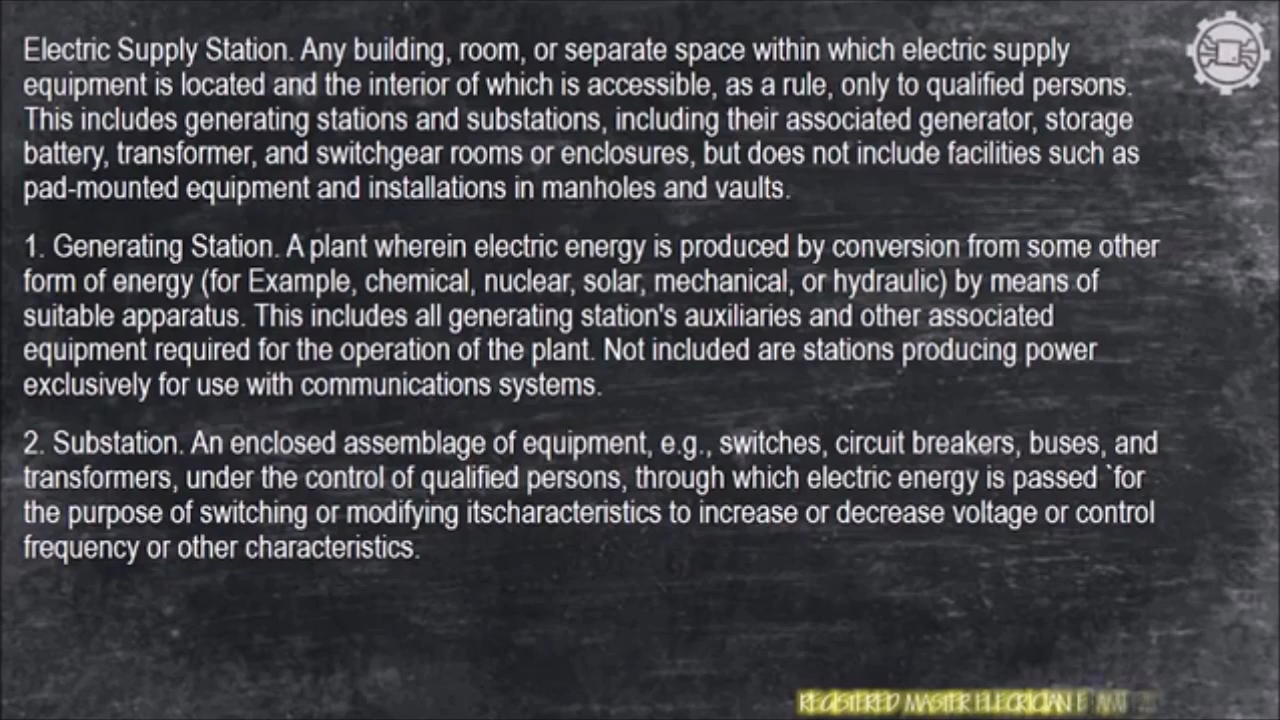 Electric Supply Station. Any building, room, or separate space within which electric supply
equipment is located and the interior of which is accessible, as a rule, only to qualified persons.
This includes generating stations and substations, including their associated generator, storage
battery, transformer, and switchgear rooms or enclosures, but does not include facilities such as
pad-mounted equipment and installations in manholes and vaults.
1. Generating Station. A plant wherein electric energy is produced by conversion from some other
form of energy (for Example, chemical, nuclear, solar, mechanical, or hydraulic) by means of
suitable apparatus. This includes all generating station's auxiliaries and other associated
equipment required for the operation of the plant. Not included are stations producing power
exclusively for use with communications systems.
2. Substation. An enclosed assemblage of equipment, e.g., switches, circuit breakers, buses, and
transformers, under the control of qualified persons, through which electric energy is passed `for
the purpose of switching or modifying itscharacteristics to increase or decrease voltage or control
frequency or other characteristics.
REGISTERED MASTER